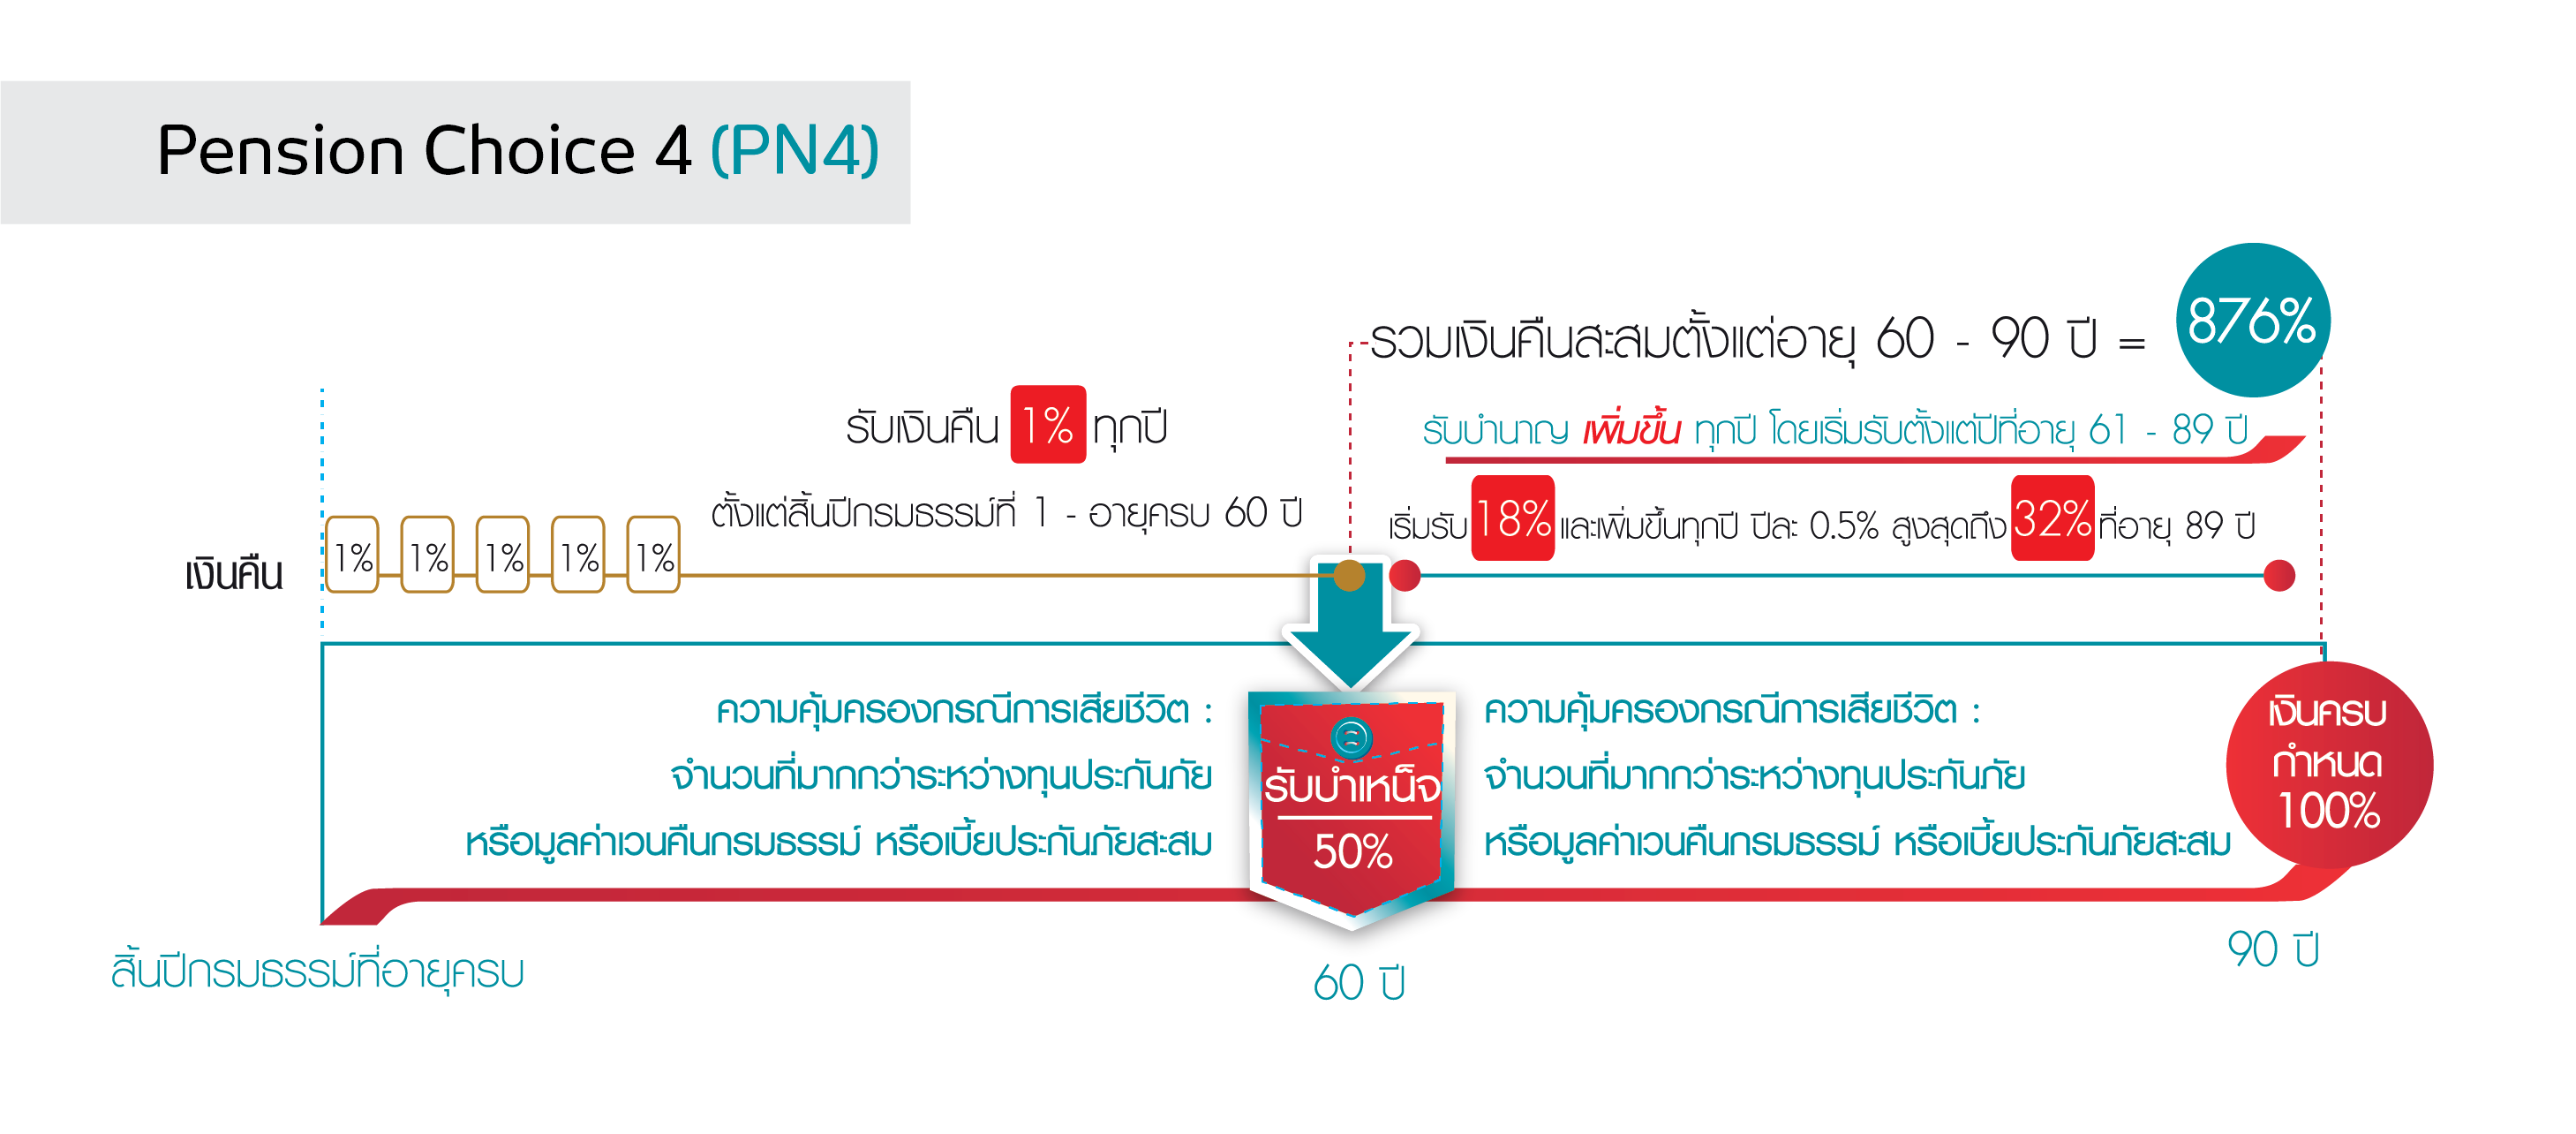 Pension Choice 4 (PN4)
รวมเงินคืนสะสมตั้งแต่อายุ 60 - 90 ปี = 876%
รับเงินคืน 1% ทุกปี
ตั้งแต่สิ้นปีกรมธรรม์ที่ 1 - อายุครบ 60 ปี
รับบำนาญ เพิ่มขึ้น ทุกปี โดยเริ่มรับตั้งแต่ปีที่อายุ 61 - 89 ปี
เริ่มรับ 18% และเพิ่มขึ้นทุกปี ปีละ 0.5% สูงสุดถึง 32% ที่อายุ 89 ปี
เงินคืน
1% 1% 1% 1% 1%
ความคุ้มครองกรณีการเสียชีวิต :
จำนวนที่มากกว่าระหว่างทุนประกันภัย
หรือมูลค่าเวนคืนกรมธรรม์ หรือเบี้ยประกันภัยสะสม
รับบำเหน็จ
50%
ความคุ้มครองกรณีการเสียชีวิต :
จำนวนที่มากกว่าระหว่างทุนประกันภัย
หรือมูลค่าเวนคืนกรมธรรม์ หรือเบี้ยประกันภัยสะสม
เงินครบ
กำหนด
100%
สิ้นปีกรมธรรม์ที่อายุครบ
60 ปี
90 ปี